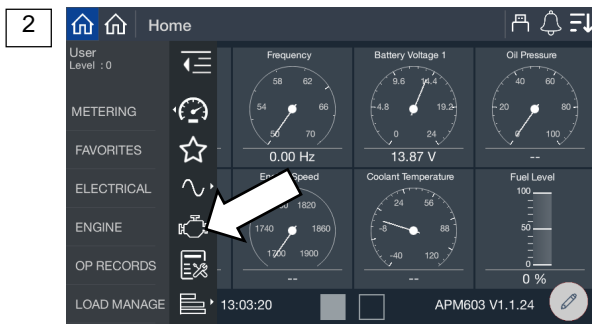 2
Home
User
Level : 0
METERING
FAVORITES
ELECTRICAL
ENGINE
OP RECORDS
LOAD MANAGE
Frequency
58 62
54 66
50 70
0.00 Hz
Battery Voltage 1
9.6 14.4
-4.8 19.2
0 24
13.87 V
Oil Pressure
40 60
20 80
0 100
--
Speed
1820
1740 1860
1700 1900
--
Coolant Temperature
24 56
-8 88
-40 120
--
Fuel Level
100
50
0
0 %
13:03:20
APM603 V1.1.24